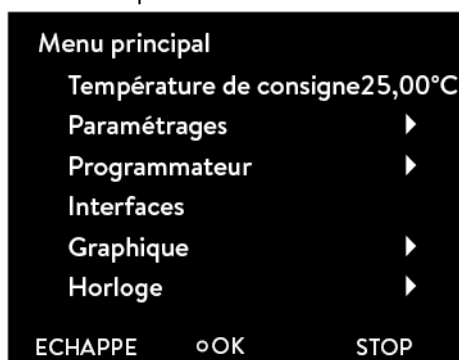 Menu principal
Température de consigne25,00°C
Paramétrages
Programmateur
Interfaces
Graphique
Horloge
ECHAPPE OK STOP